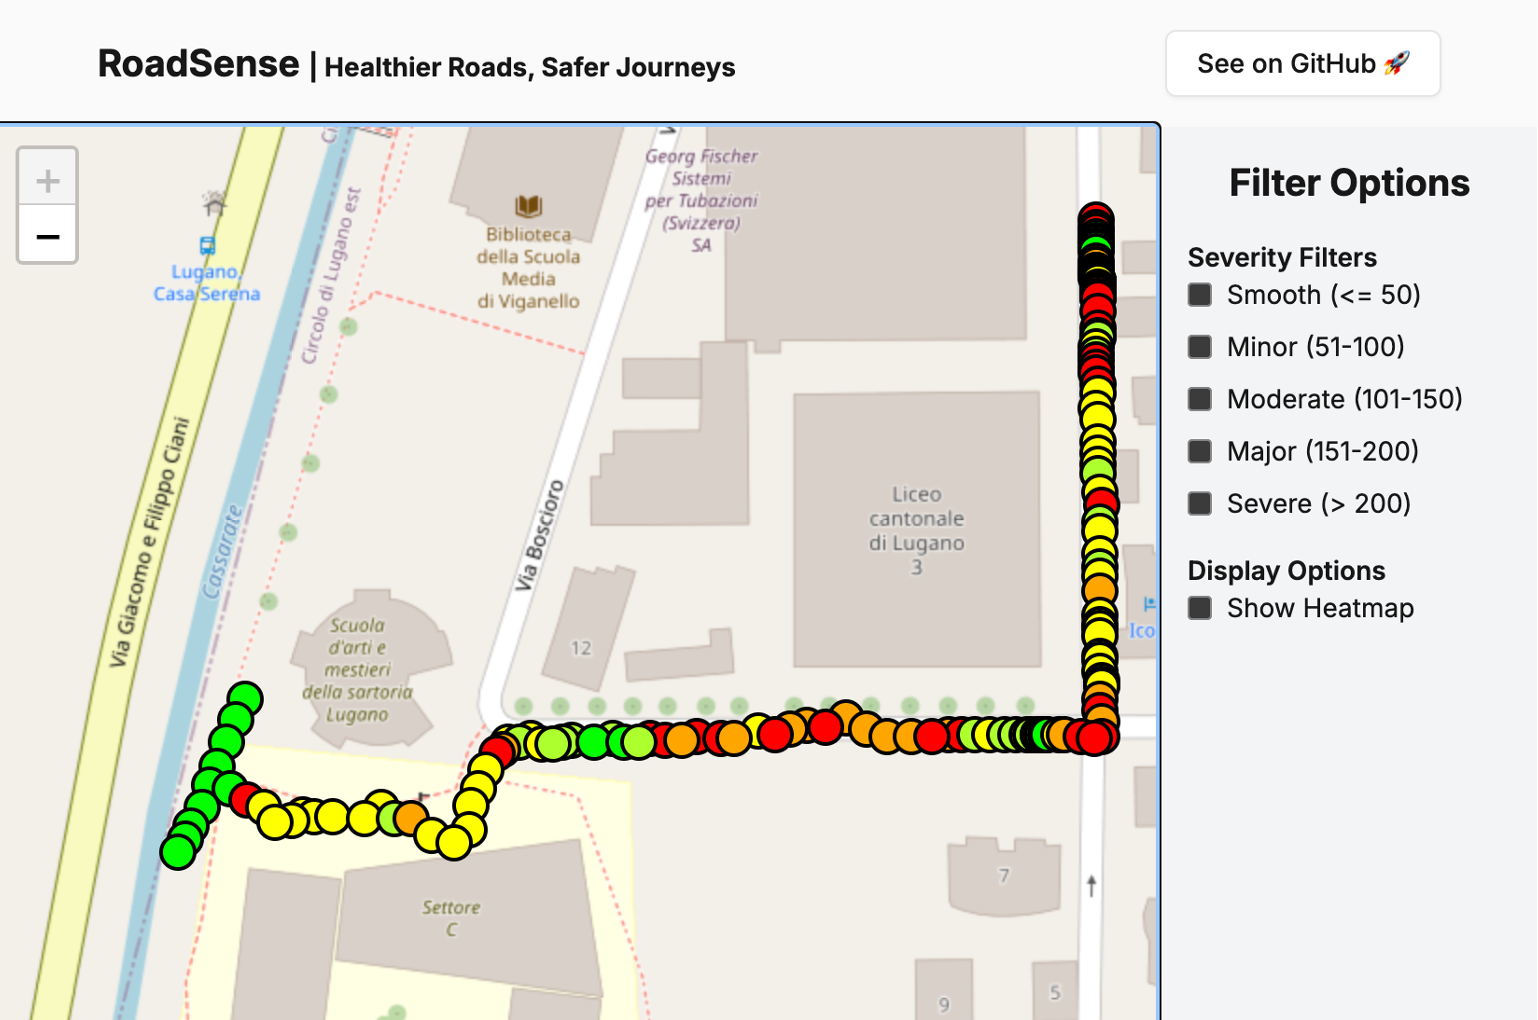 RoadSense | Healthier Roads, Safer Journeys
See on GitHub 🚀
+
−
Lugano,
Casa Serena
Via Giacomo e Filippo Ciani
Cassarate
Circolo di Lugano est
Biblioteca
della Scuola
Media
di Viganello
Georg Fischer
Sistemi
per Tubazioni
(Svizzera)
SA
Via Boscioro
Liceo
cantonale
di Lugano
3
Scuola
d'arti e
mestieri
della sartoria
Lugano
12
Settore
C
7
9
5
Filter Options
Severity Filters
Smooth (<= 50)
Minor (51-100)
Moderate (101-150)
Major (151-200)
Severe (> 200)
Display Options
Show Heatmap